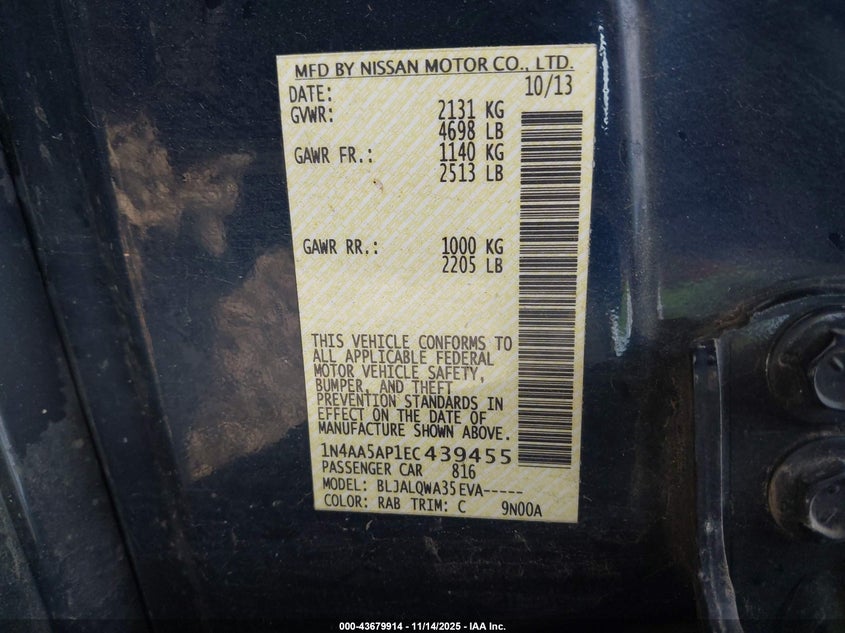 MFD BY NISSAN MOTOR CO., LTD.
DATE: 10/13
GVWR: 2131 KG
4698 LB
GAWR FR.: 1140 KG
2513 LB
GAWR RR.: 1000 KG
2205 LB
THIS VEHICLE CONFORMS TO
ALL APPLICABLE FEDERAL
MOTOR VEHICLE SAFETY,
BUMPER, AND THEFT
PREVENTION STANDARDS IN
EFFECT ON THE DATE OF
MANUFACTURE SHOWN ABOVE.
1N4AA5AP1EC439455
PASSENGER CAR 816
MODEL: BLJALQWA35EVA-----
COLOR: RAB TRIM: C 9N00A
000-43679914 - 11/14/2025 - IAA Inc.